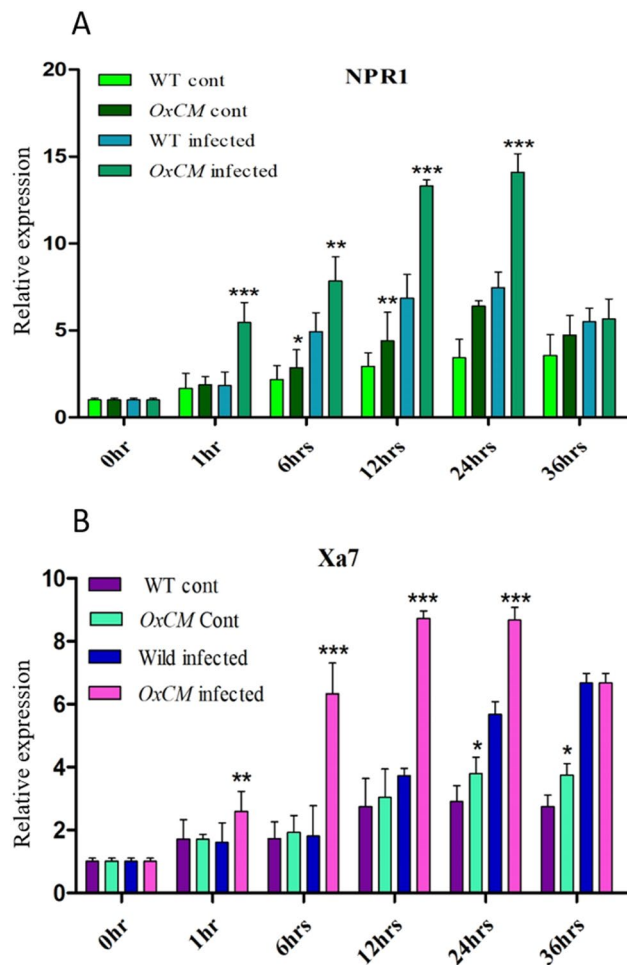 A
NPR1
WT cont
OxCM cont
WT infected
OxCM infected
Relative expression
20
15
10
5
0
***
**
*
**
***
***
0hr
1hr
6hrs
12hrs
24hrs
36hrs
B
Xa7
WT cont
OxCM Cont
Wild infected
OxCM infected
Relative expression
10
8
6
4
2
0
**
***
***
*
***
*
0hr
1hr
6hrs
12hrs
24hrs
36hrs